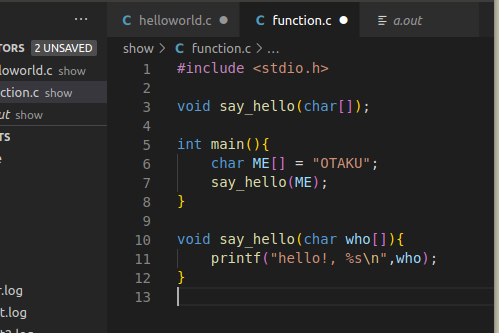 ...
helloworld.c
function.c
a.out
TORS 2 UNSAVED
show > C function.c > ...
lloworld.c show
ction.c show
ut show
TS
.log
t.log
1 #include <stdio.h>
2
3 void say_hello(char[]);
4
5 int main(){
6 char ME[] = "OTAKU";
7 say_hello(ME);
8 }
9
10 void say_hello(char who[]){
11 printf("hello!, %s\n",who);
12 }
13